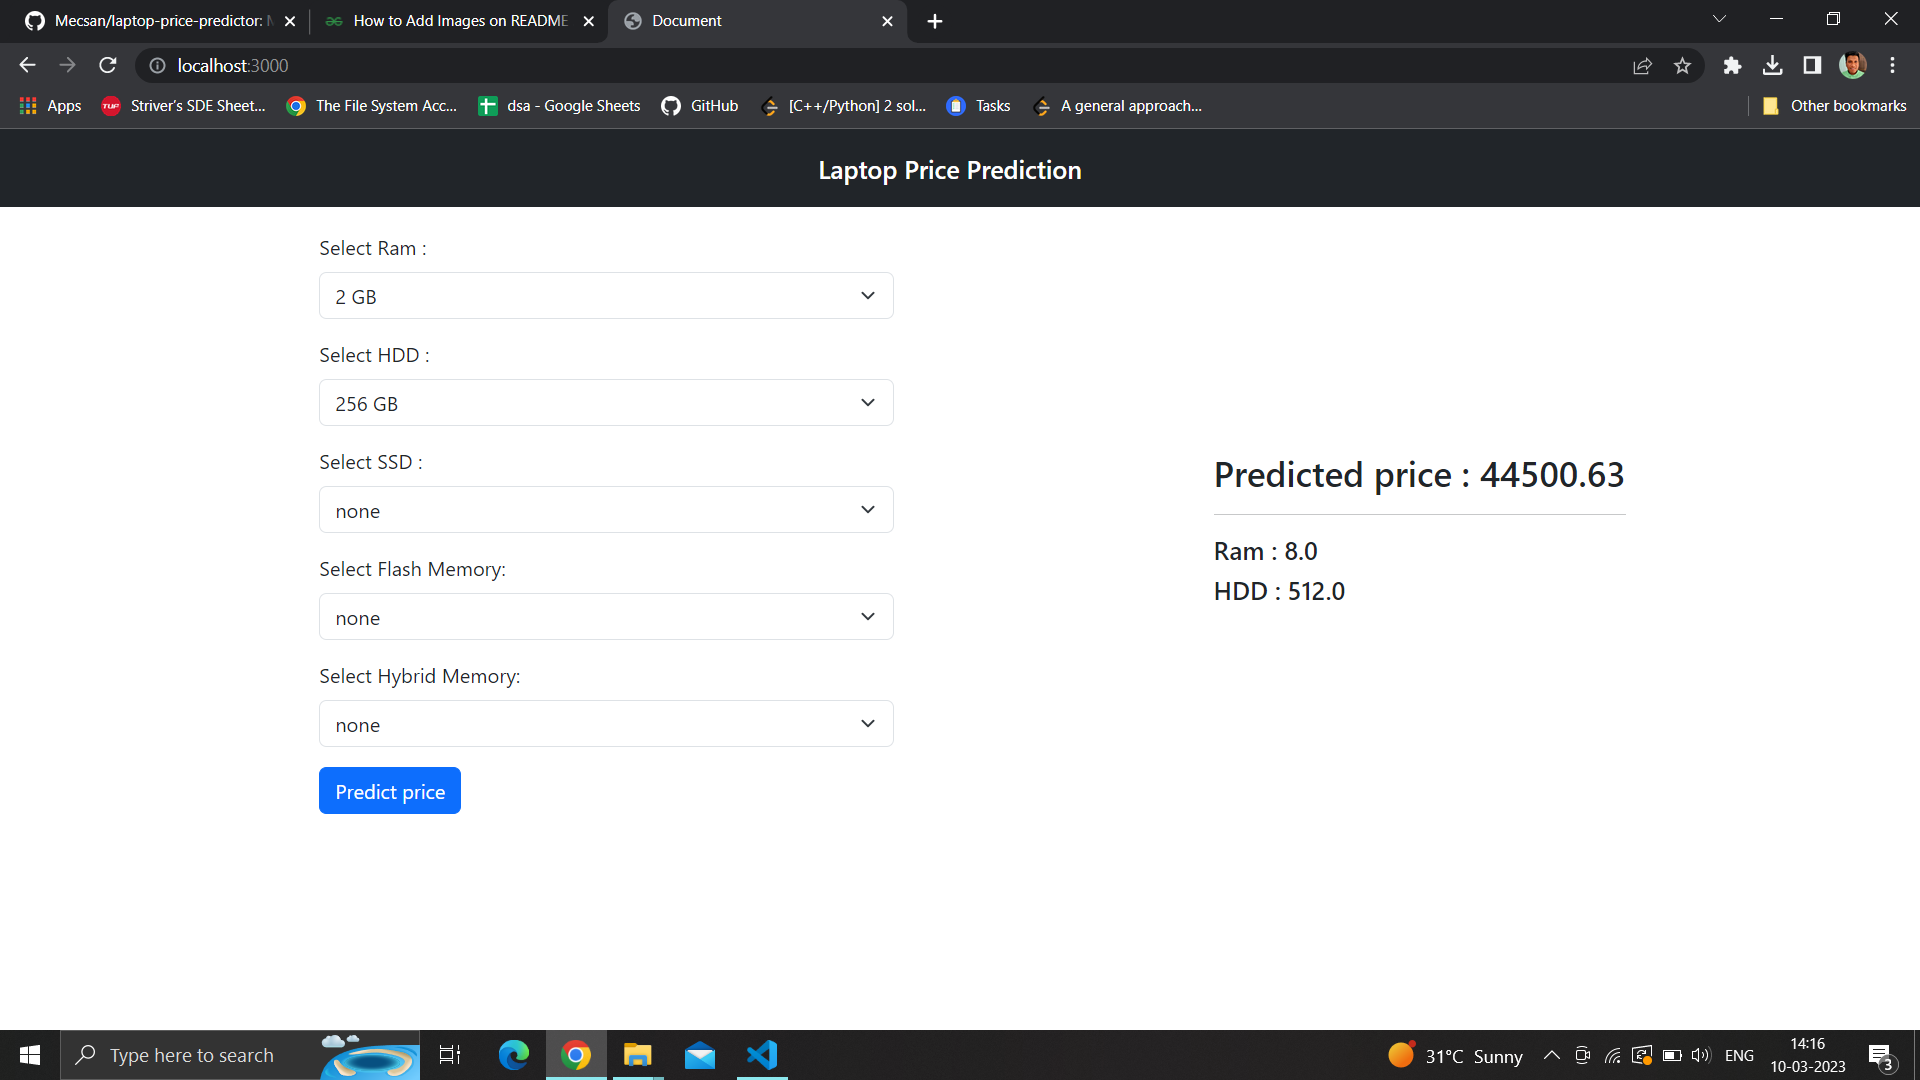 Mecsan/laptop-price-predictor:
How to Add Images on README
Document
localhost:3000
Apps
Striver's SDE Sheet...
The File System Acc...
dsa - Google Sheets
GitHub
[C++/Python] 2 sol...
Tasks
A general approach...
Other bookmarks
Laptop Price Prediction
Select Ram :
2 GB
Select HDD :
256 GB
Select SSD :
none
Select Flash Memory:
none
Select Hybrid Memory:
none
Predict price
Predicted price : 44500.63
Ram : 8.0
HDD : 512.0
Type here to search
31°C Sunny
ENG
14:16
10-03-2023
3